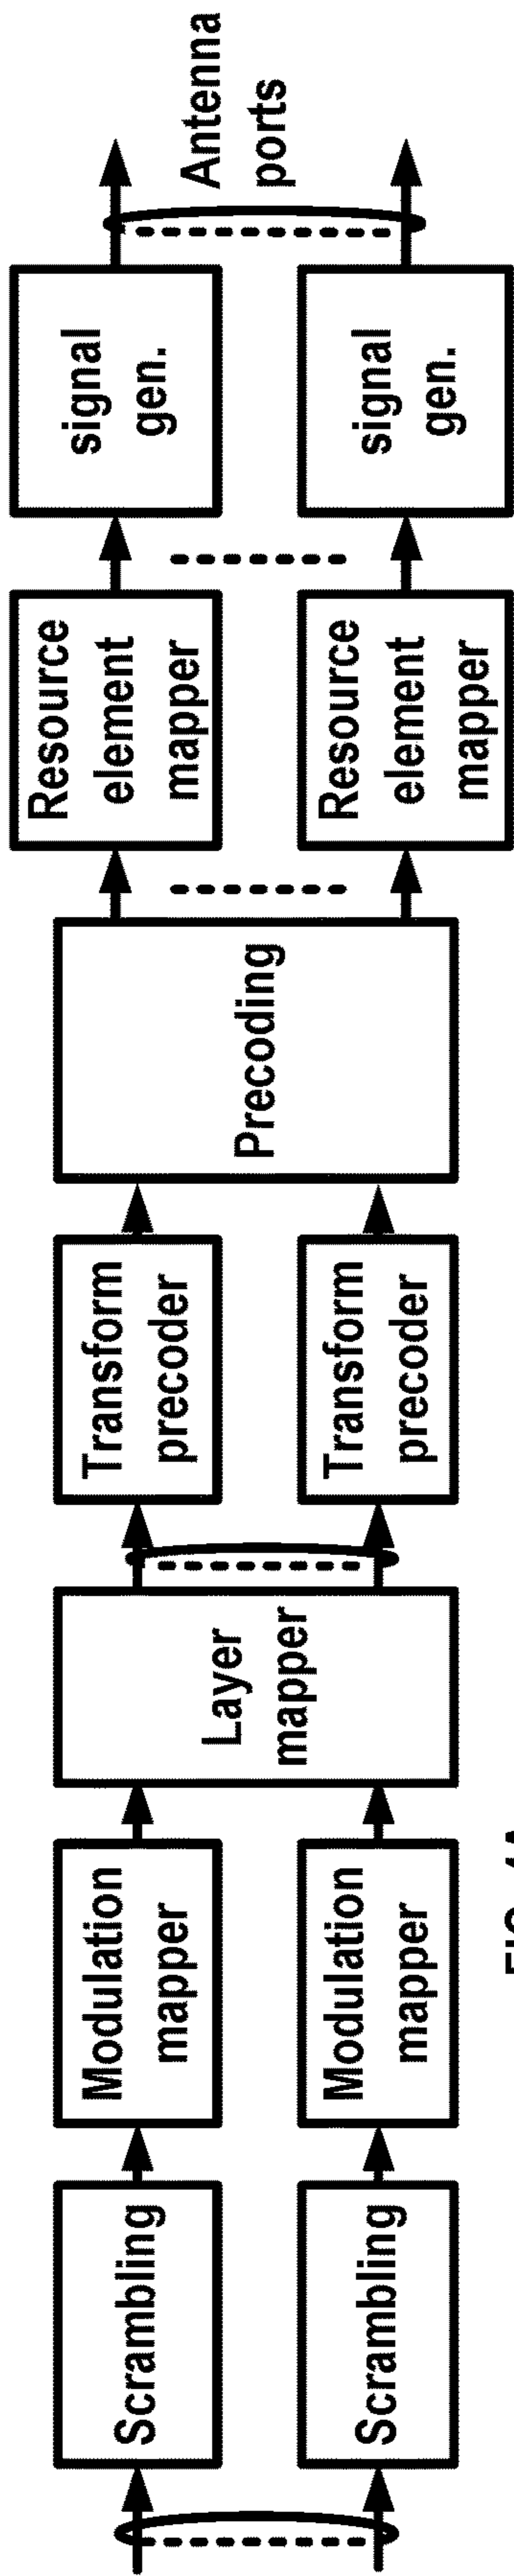 Scrambling
Modulation
mapper
Layer
mapper
Transform
precoder
Precoding
Resource
element
mapper
signal
gen.
Antenna
ports
Scrambling
Modulation
mapper
Transform
precoder
Resource
element
mapper
signal
gen.